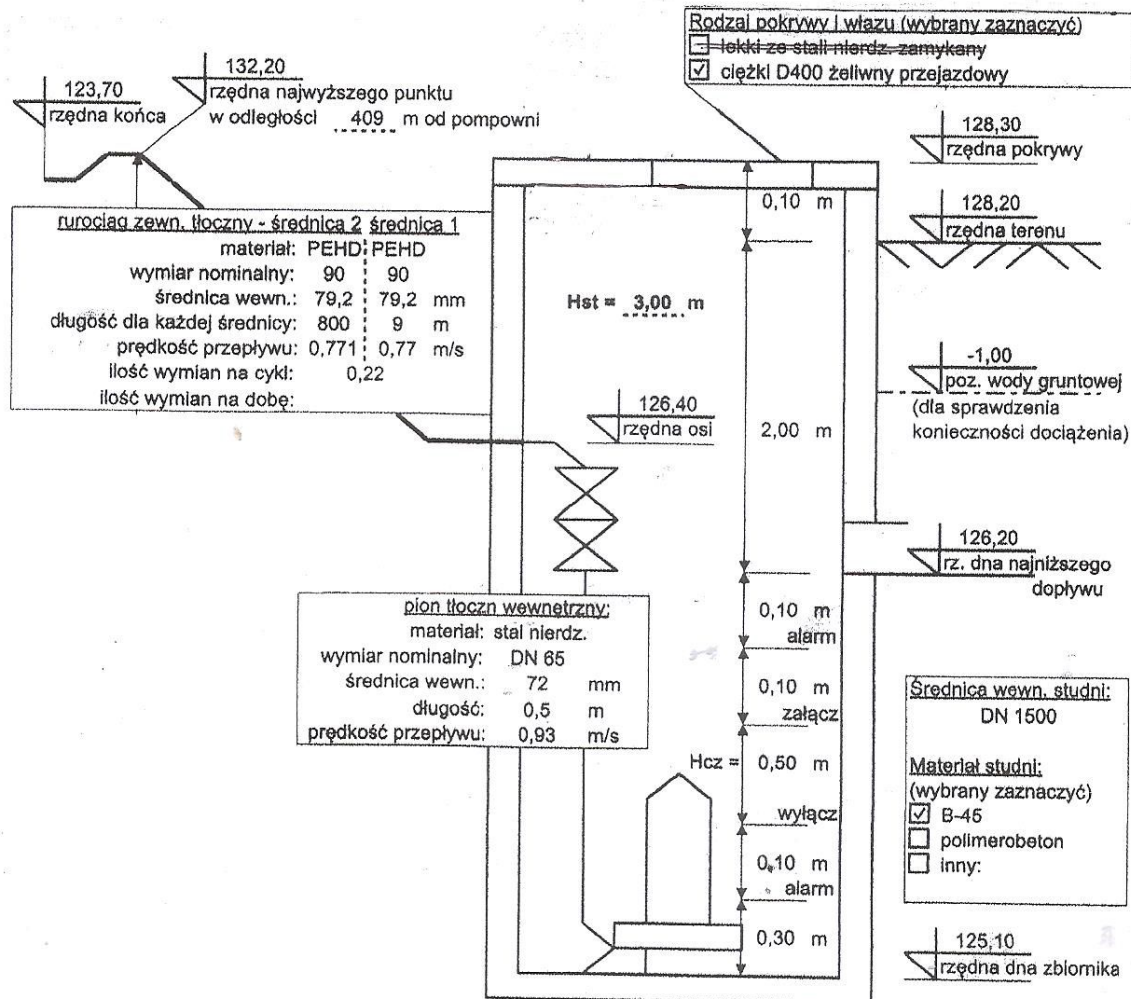 Rodzaj pokrywy i włazu (wybrany zaznaczyć)
lekki ze stali nierdz. zamykany
ciężki D400 żeliwny przejazdowy
123,70
rzędna końca
132,20
rzędna najwyższego punktu
w odległości 409 m od pompowni
128,30
rzędna pokrywy
0,10 m
128,20
rzędna terenu
rurociąg zewn. tłoczny - średnica 2 średnica 1
materiał: PEHD PEHD
wymiar nominalny: 90 90
średnica wewn.: 79,2 79,2 mm
długość dla każdej średnicy: 800 9 m
prędkość przepływu: 0,771 0,77 m/s
ilość wymian na cykl: 0,22
ilość wymian na dobę:
Hst = 3,00 m
-1,00
poz. wody gruntowej
(dla sprawdzenia
konieczności dociążenia)
126,40
rzędna osi
2,00 m
126,20
rz. dna najniższego
dopływu
pion tłoczn wewnętrzny:
materiał: stal nierdz.
wymiar nominalny: DN 65
średnica wewn.: 72 mm
długość: 0,5 m
prędkość przepływu: 0,93 m/s
0,10 m
alarm
0,10 m
załącz
Hcz = 0,50 m
wyłącz
0,10 m
alarm
0,30 m
Średnica wewn. studni:
DN 1500
Materiał studni:
(wybrany zaznaczyć)
B-45
polimerobeton
inny:
125,10
rzędna dna zbiornika